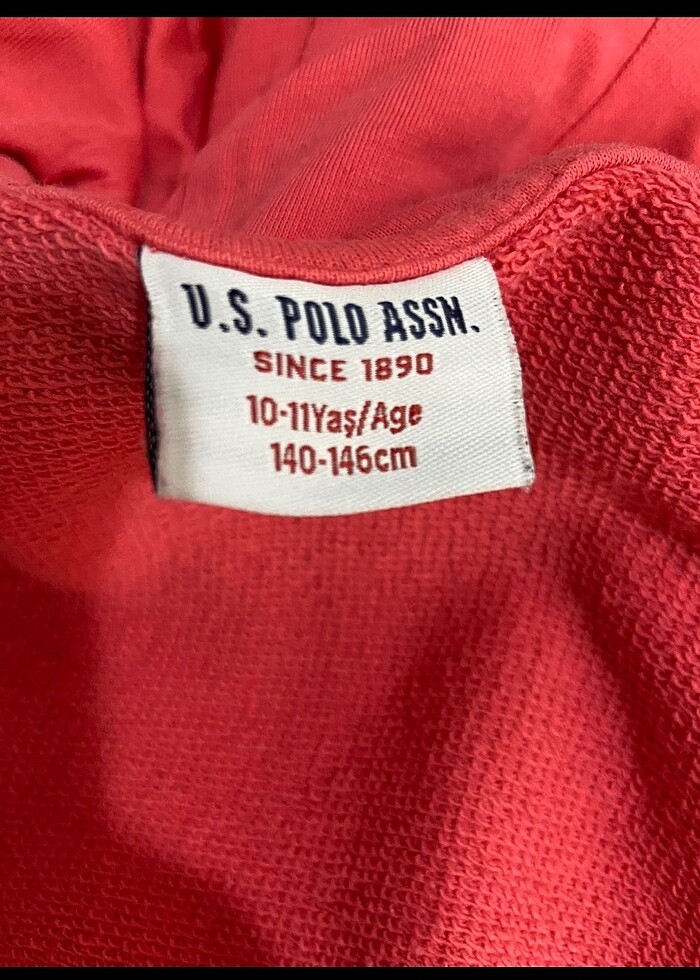 U.S. POLO ASSN.
SINCE 1890
10-11Yaş/Age
140-146cm